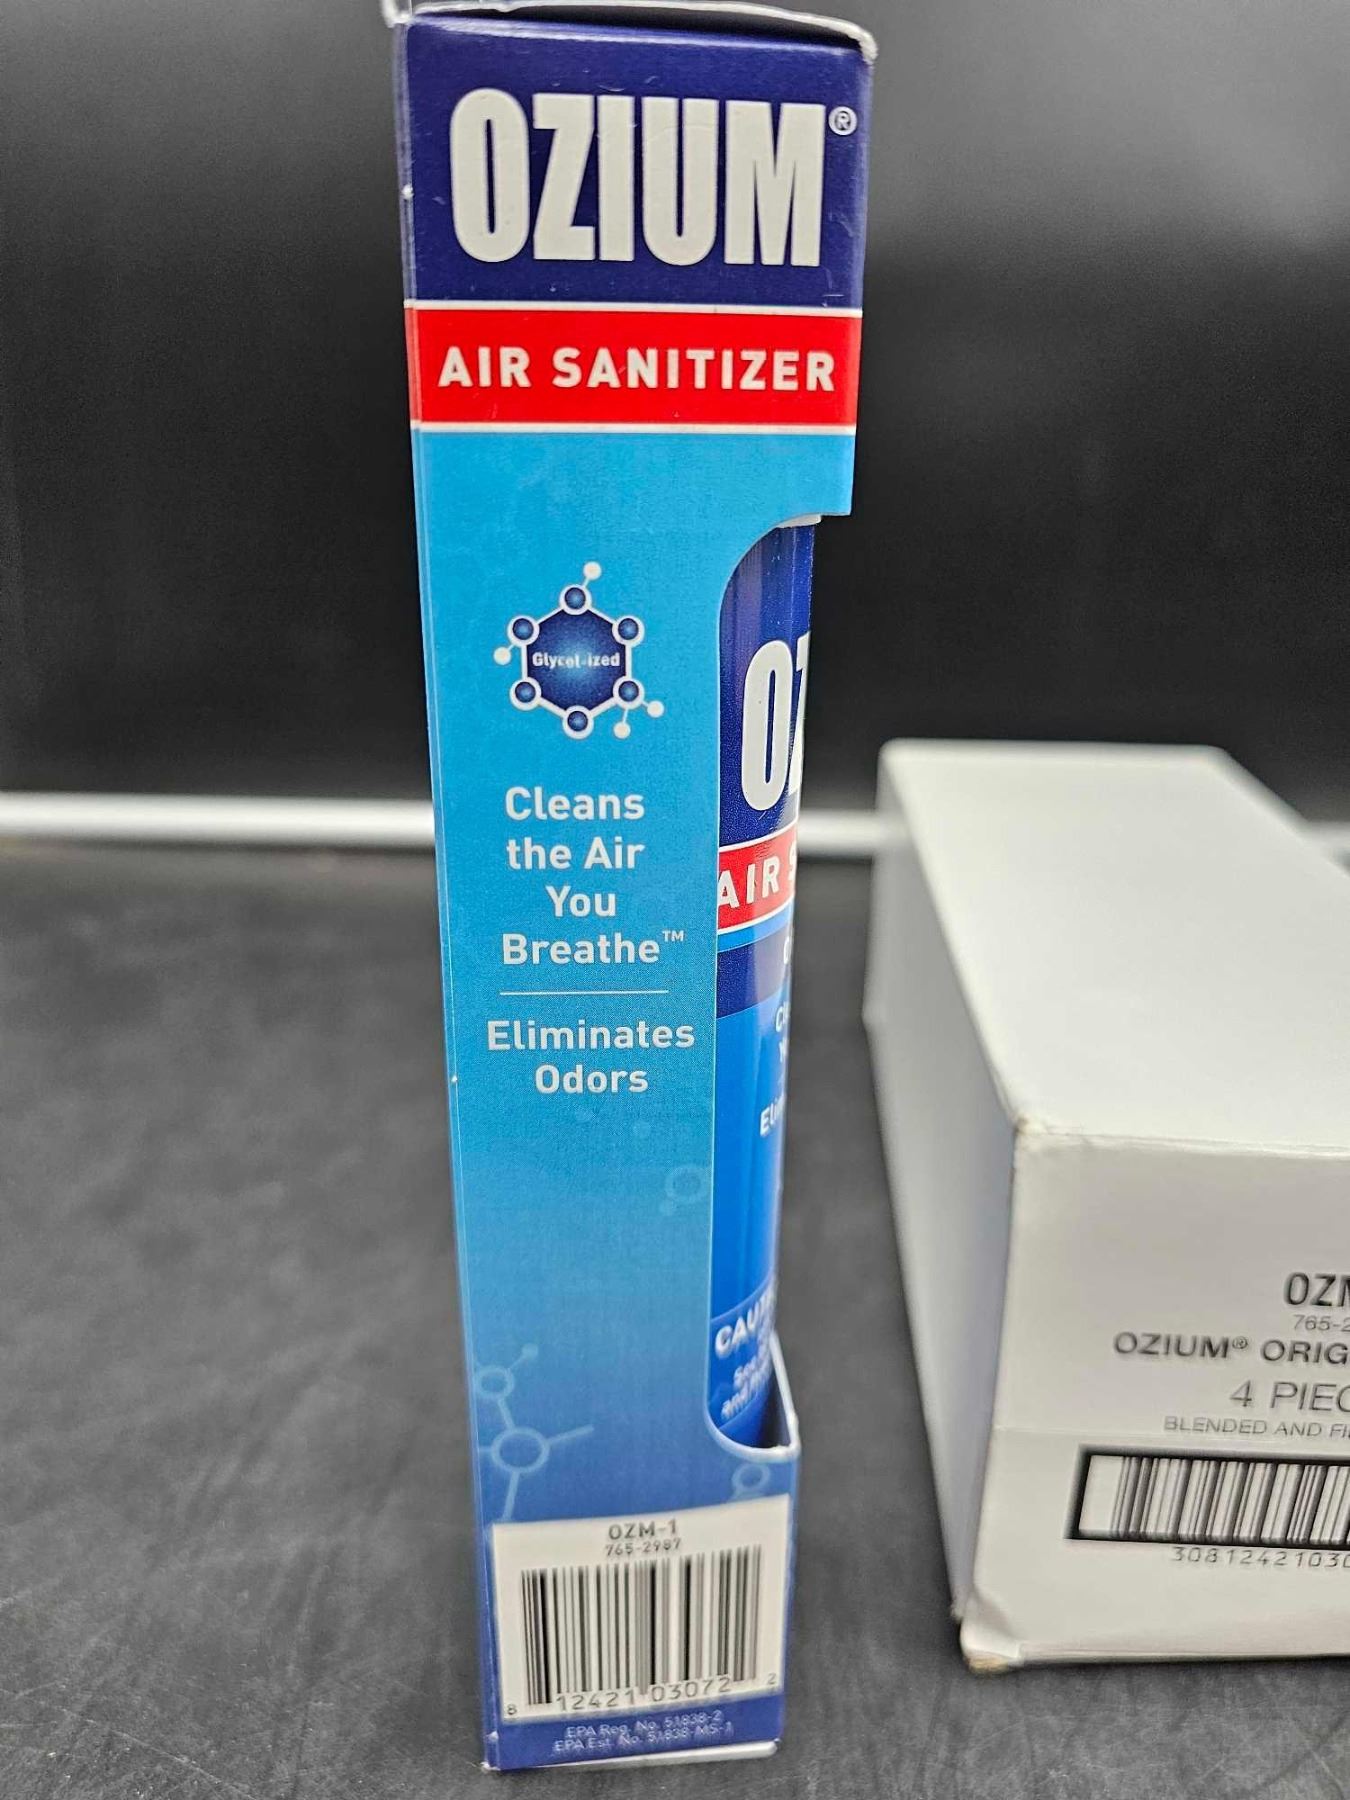 OZIUM®
AIR SANITIZER
Glycol-ized
Cleans
the Air
You
Breathe™
Eliminates
Odors
OZM-1
765-2987
8 12421 03072 2
EPA Reg. No. 51838-2
EPA Est. No. 51838-MS-1
OZ
AIR S
CAUT
OZM
765-2
OZIUM® ORIG
4 PIEC
BLENDED AND FI
3081242103